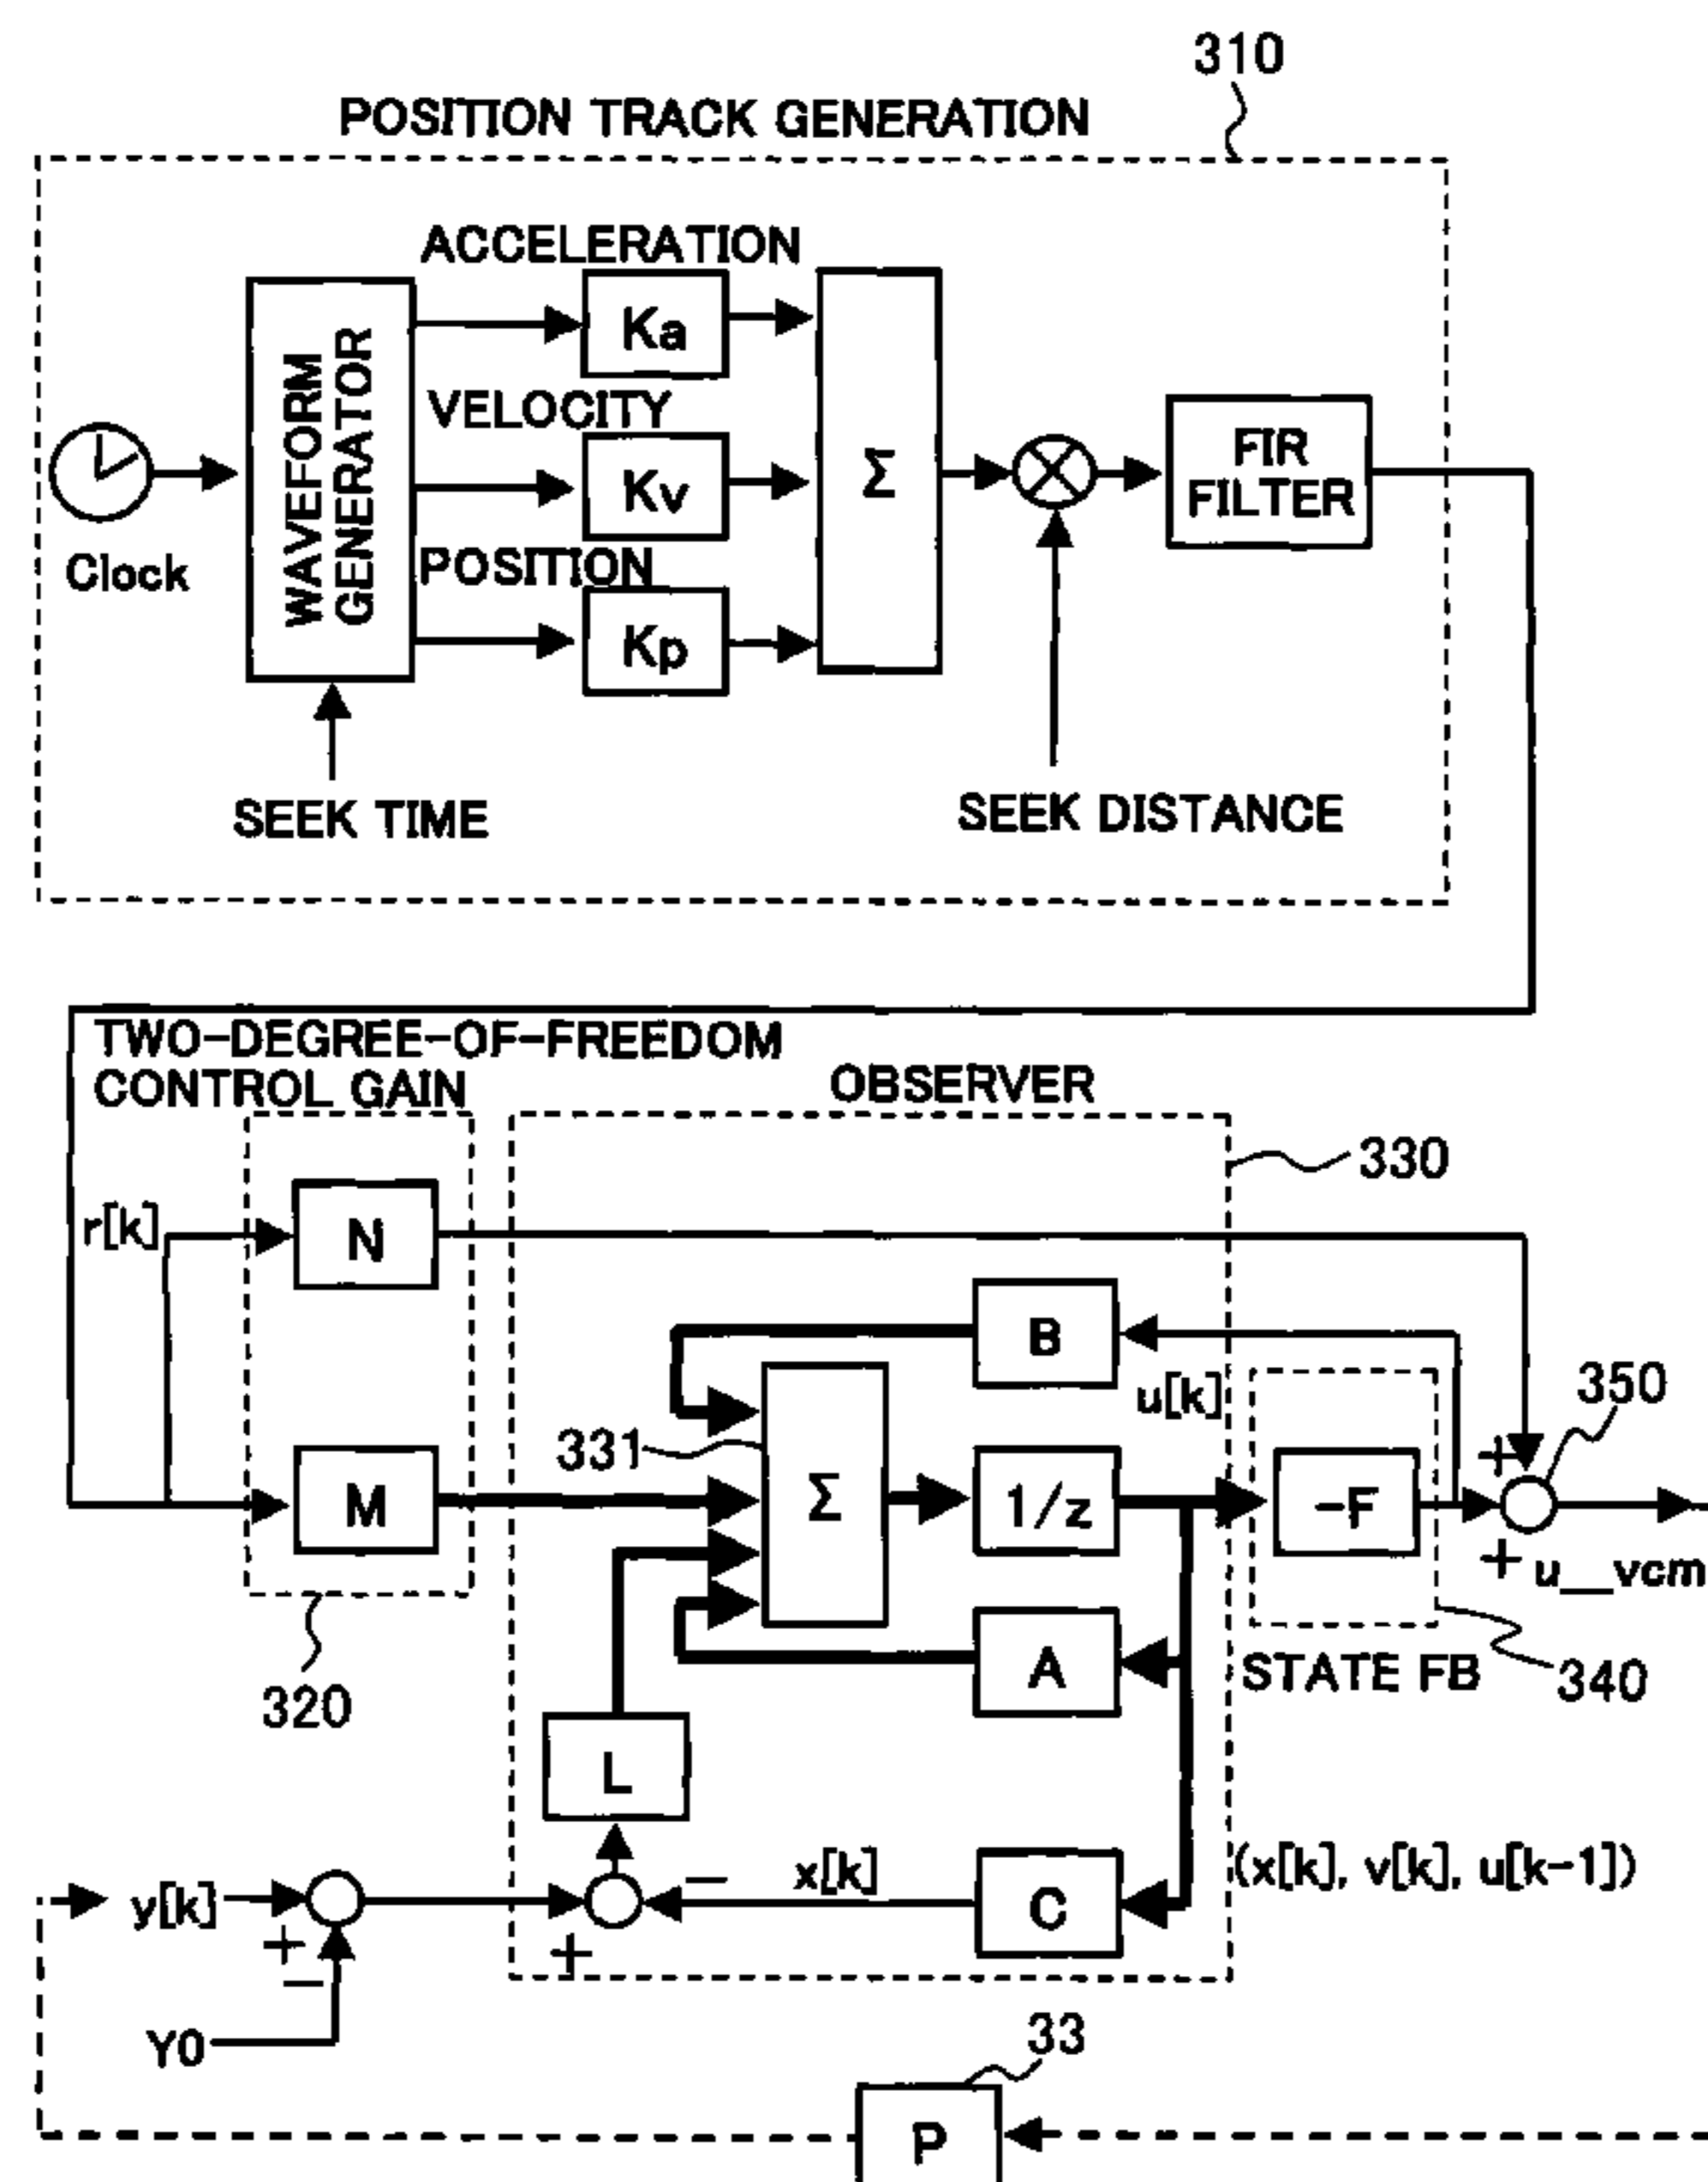 310
POSITION TRACK GENERATION
ACCELERATION
Ka
VELOCITY
WAVEFORM
GENERATOR
Kv
Σ
FIR
FILTER
Clock
POSITION
Kp
SEEK TIME
SEEK DISTANCE
TWO-DEGREE-OF-FREEDOM
CONTROL GAIN
OBSERVER
330
r[k]
N
B
u[k]
350
331
+
M
Σ
1/z
-F
+
u__vcm
A
STATE FB
340
320
L
(x[k], v[k], u[k-1])
x[k]
−
y[k]
C
+
+
−
Y0
33
P